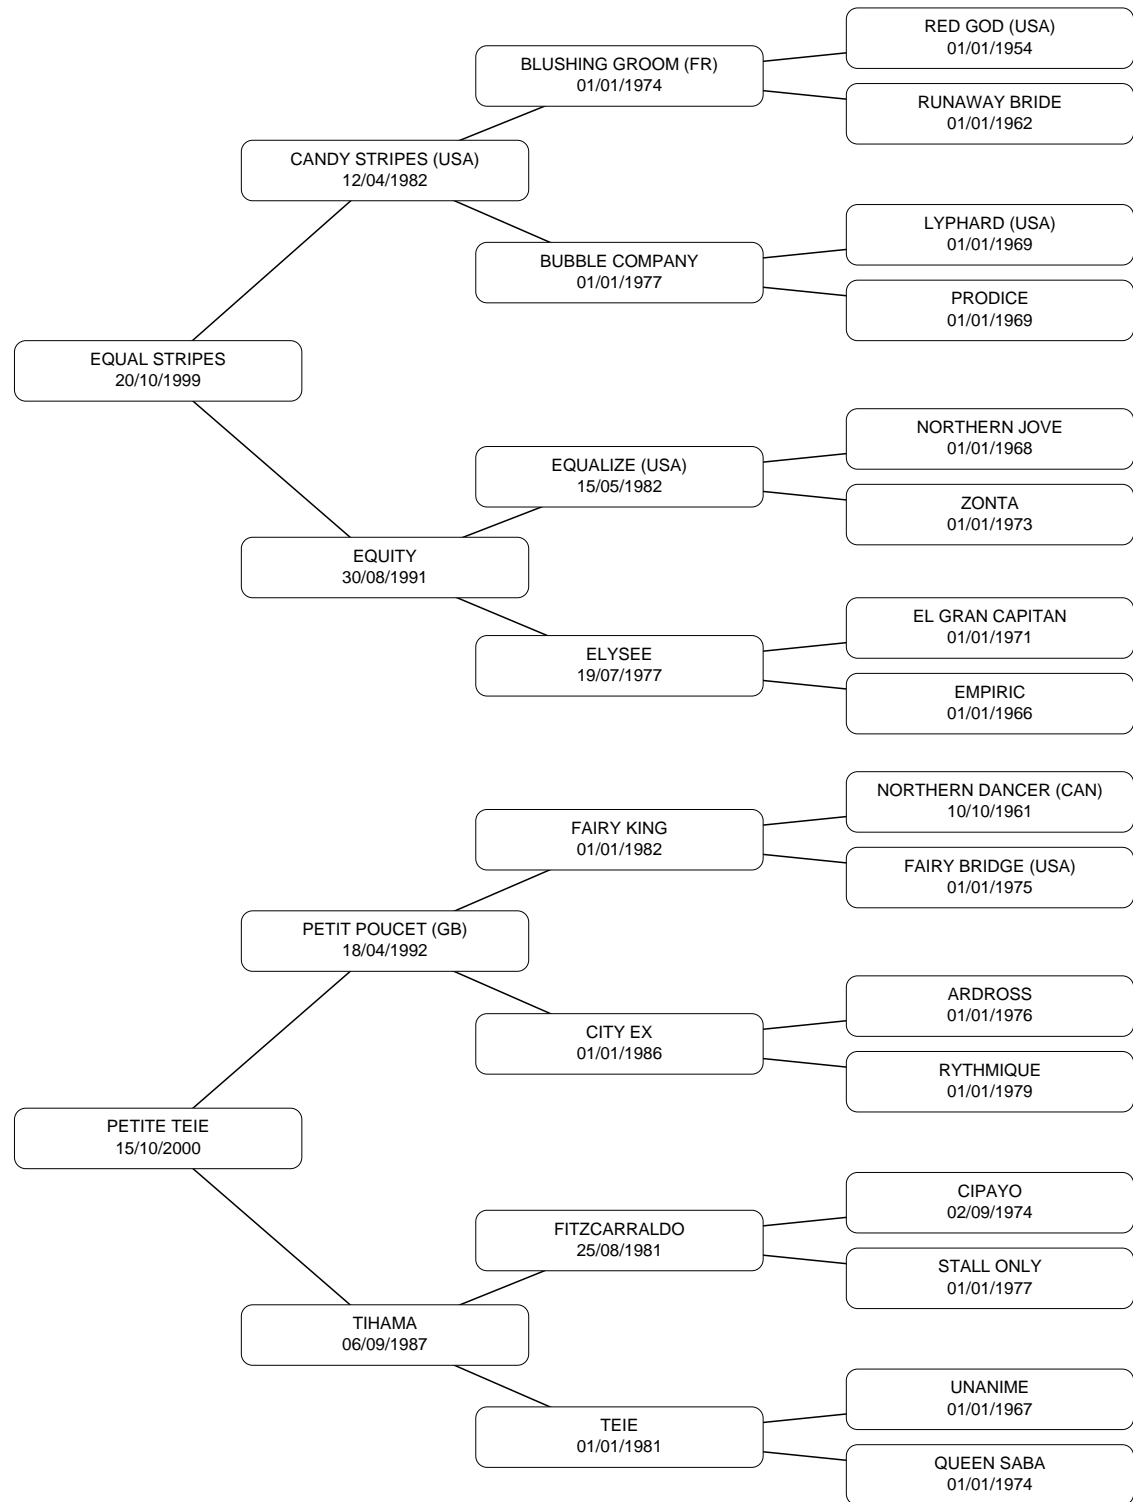 RED GOD (USA)
01/01/1954
BLUSHING GROOM (FR)
01/01/1974
RUNAWAY BRIDE
01/01/1962
CANDY STRIPES (USA)
12/04/1982
LYPHARD (USA)
01/01/1969
BUBBLE COMPANY
01/01/1977
PRODICE
01/01/1969
EQUAL STRIPES
20/10/1999
NORTHERN JOVE
01/01/1968
EQUALIZE (USA)
15/05/1982
ZONTA
01/01/1973
EQUITY
30/08/1991
EL GRAN CAPITAN
01/01/1971
ELYSEE
19/07/1977
EMPIRIC
01/01/1966
NORTHERN DANCER (CAN)
10/10/1961
FAIRY KING
01/01/1982
FAIRY BRIDGE (USA)
01/01/1975
PETIT POUCET (GB)
18/04/1992
ARDROSS
01/01/1976
CITY EX
01/01/1986
RYTHMIQUE
01/01/1979
PETITE TEIE
15/10/2000
CIPAYO
02/09/1974
FITZCARRALDO
25/08/1981
STALL ONLY
01/01/1977
TIHAMA
06/09/1987
UNANIME
01/01/1967
TEIE
01/01/1981
QUEEN SABA
01/01/1974